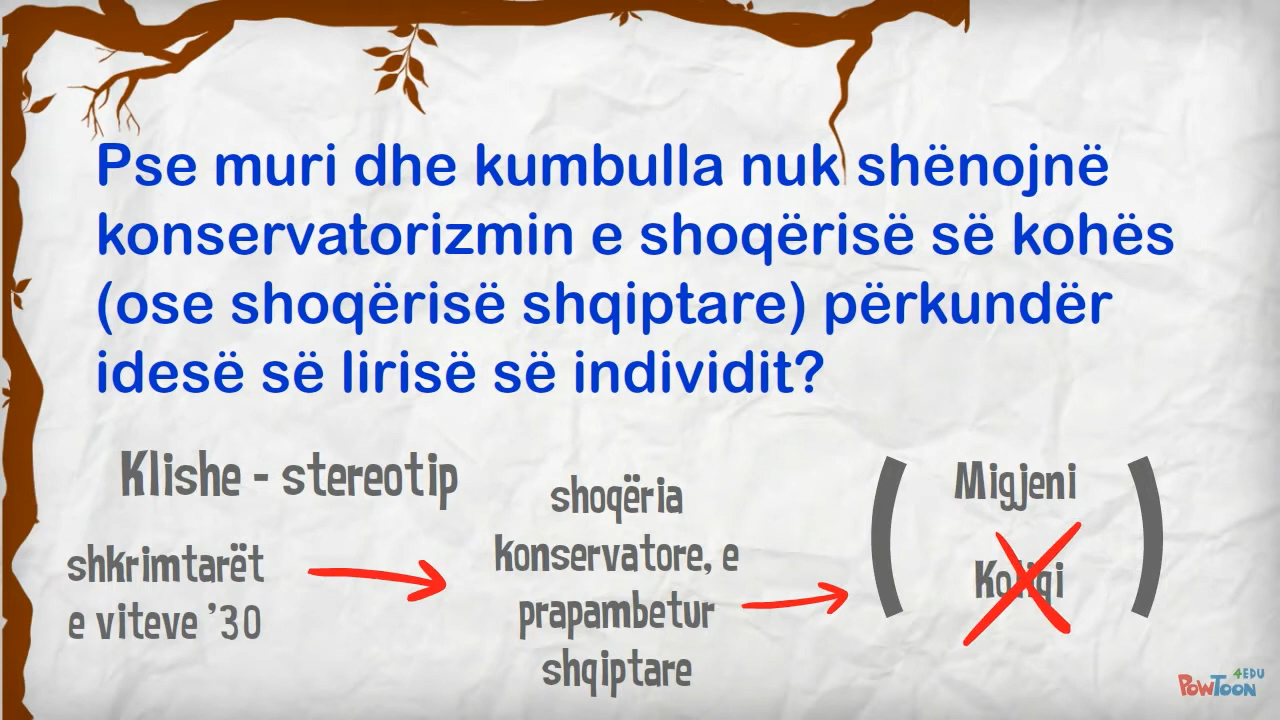 Pse muri dhe kumbulla nuk shënojnë
konservatorizmin e shoqërisë së kohës
(ose shoqërisë shqiptare) përkundër
idesë së lirisë së individit?
Klishe - stereotip
shkrimtarët
e viteve '30
shoqëria
konservatore, e
prapambetur
shqiptare
( Migjeni
Koliqi )
POWTOON
4EDU